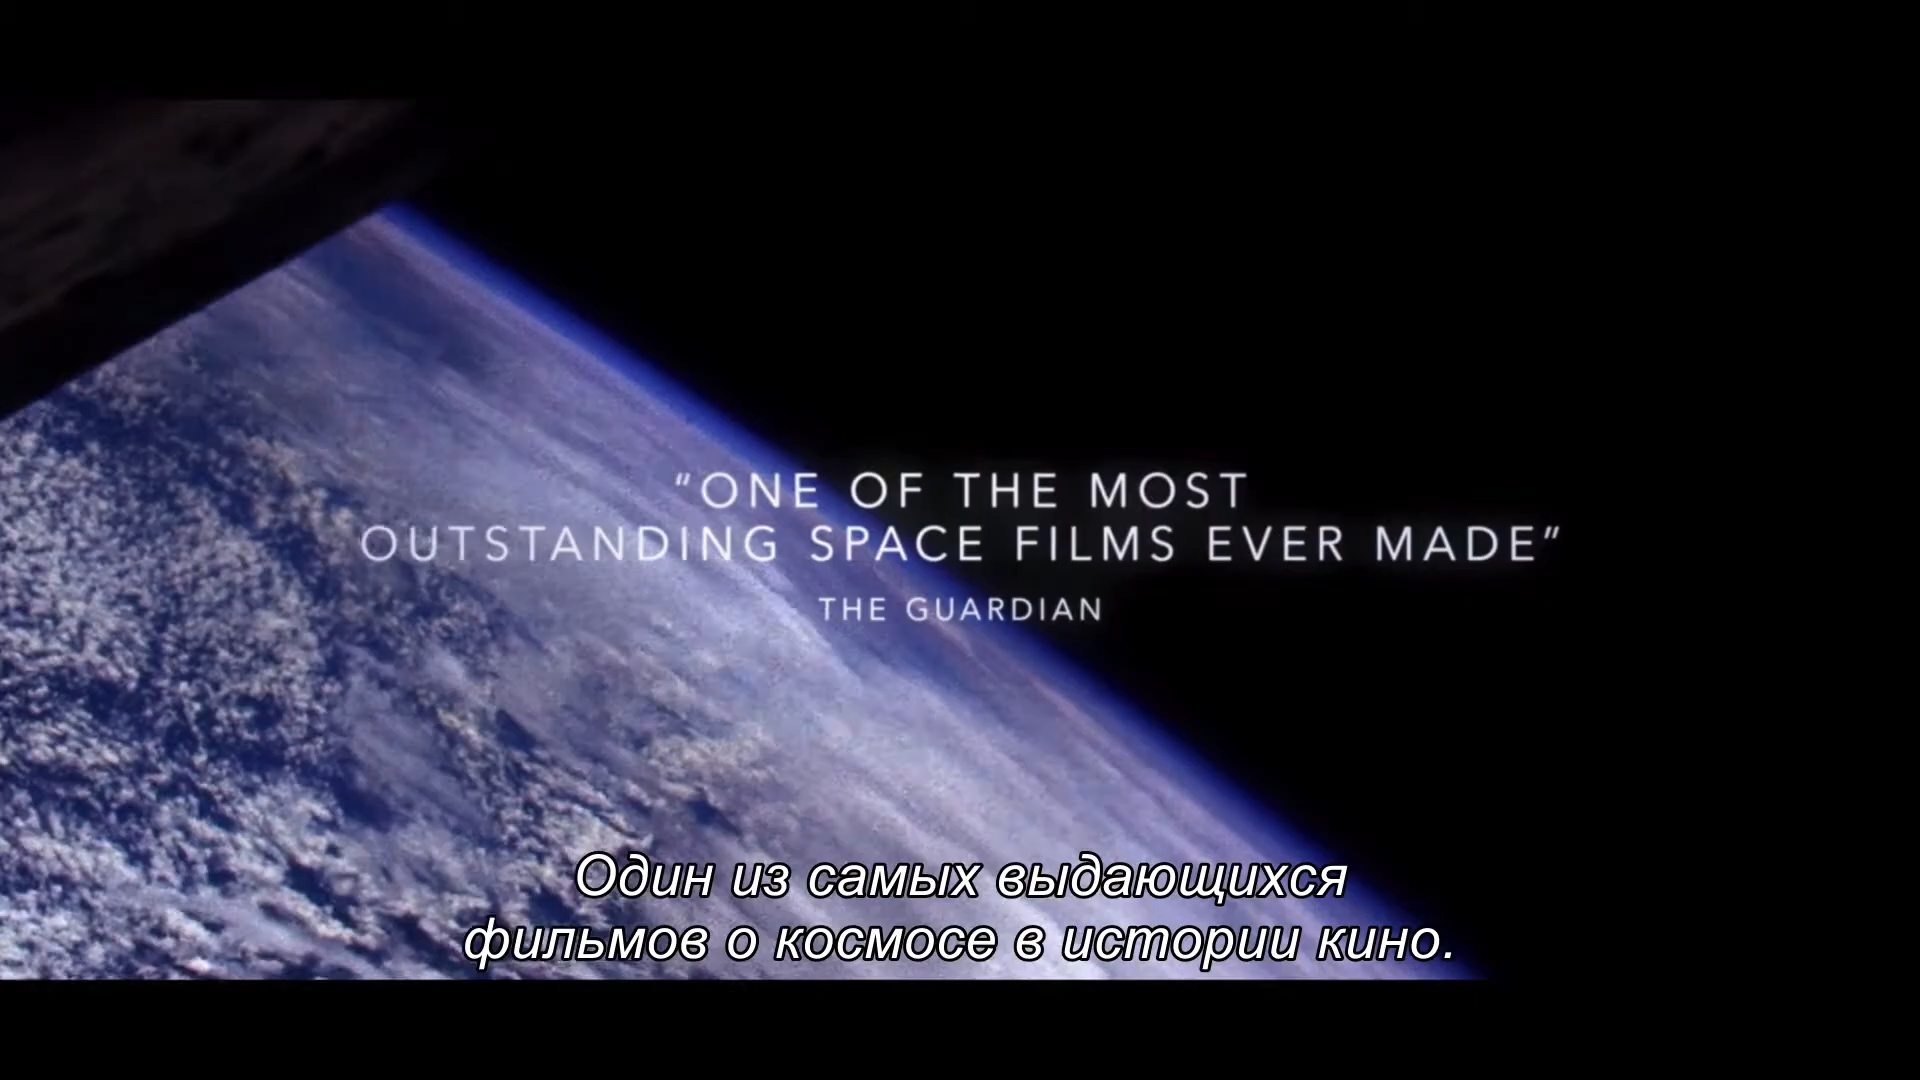 “ONE OF THE MOST
OUTSTANDING SPACE FILMS EVER MADE”
THE GUARDIAN
Один из самых выдающихся
фильмов о космосе в истории кино.